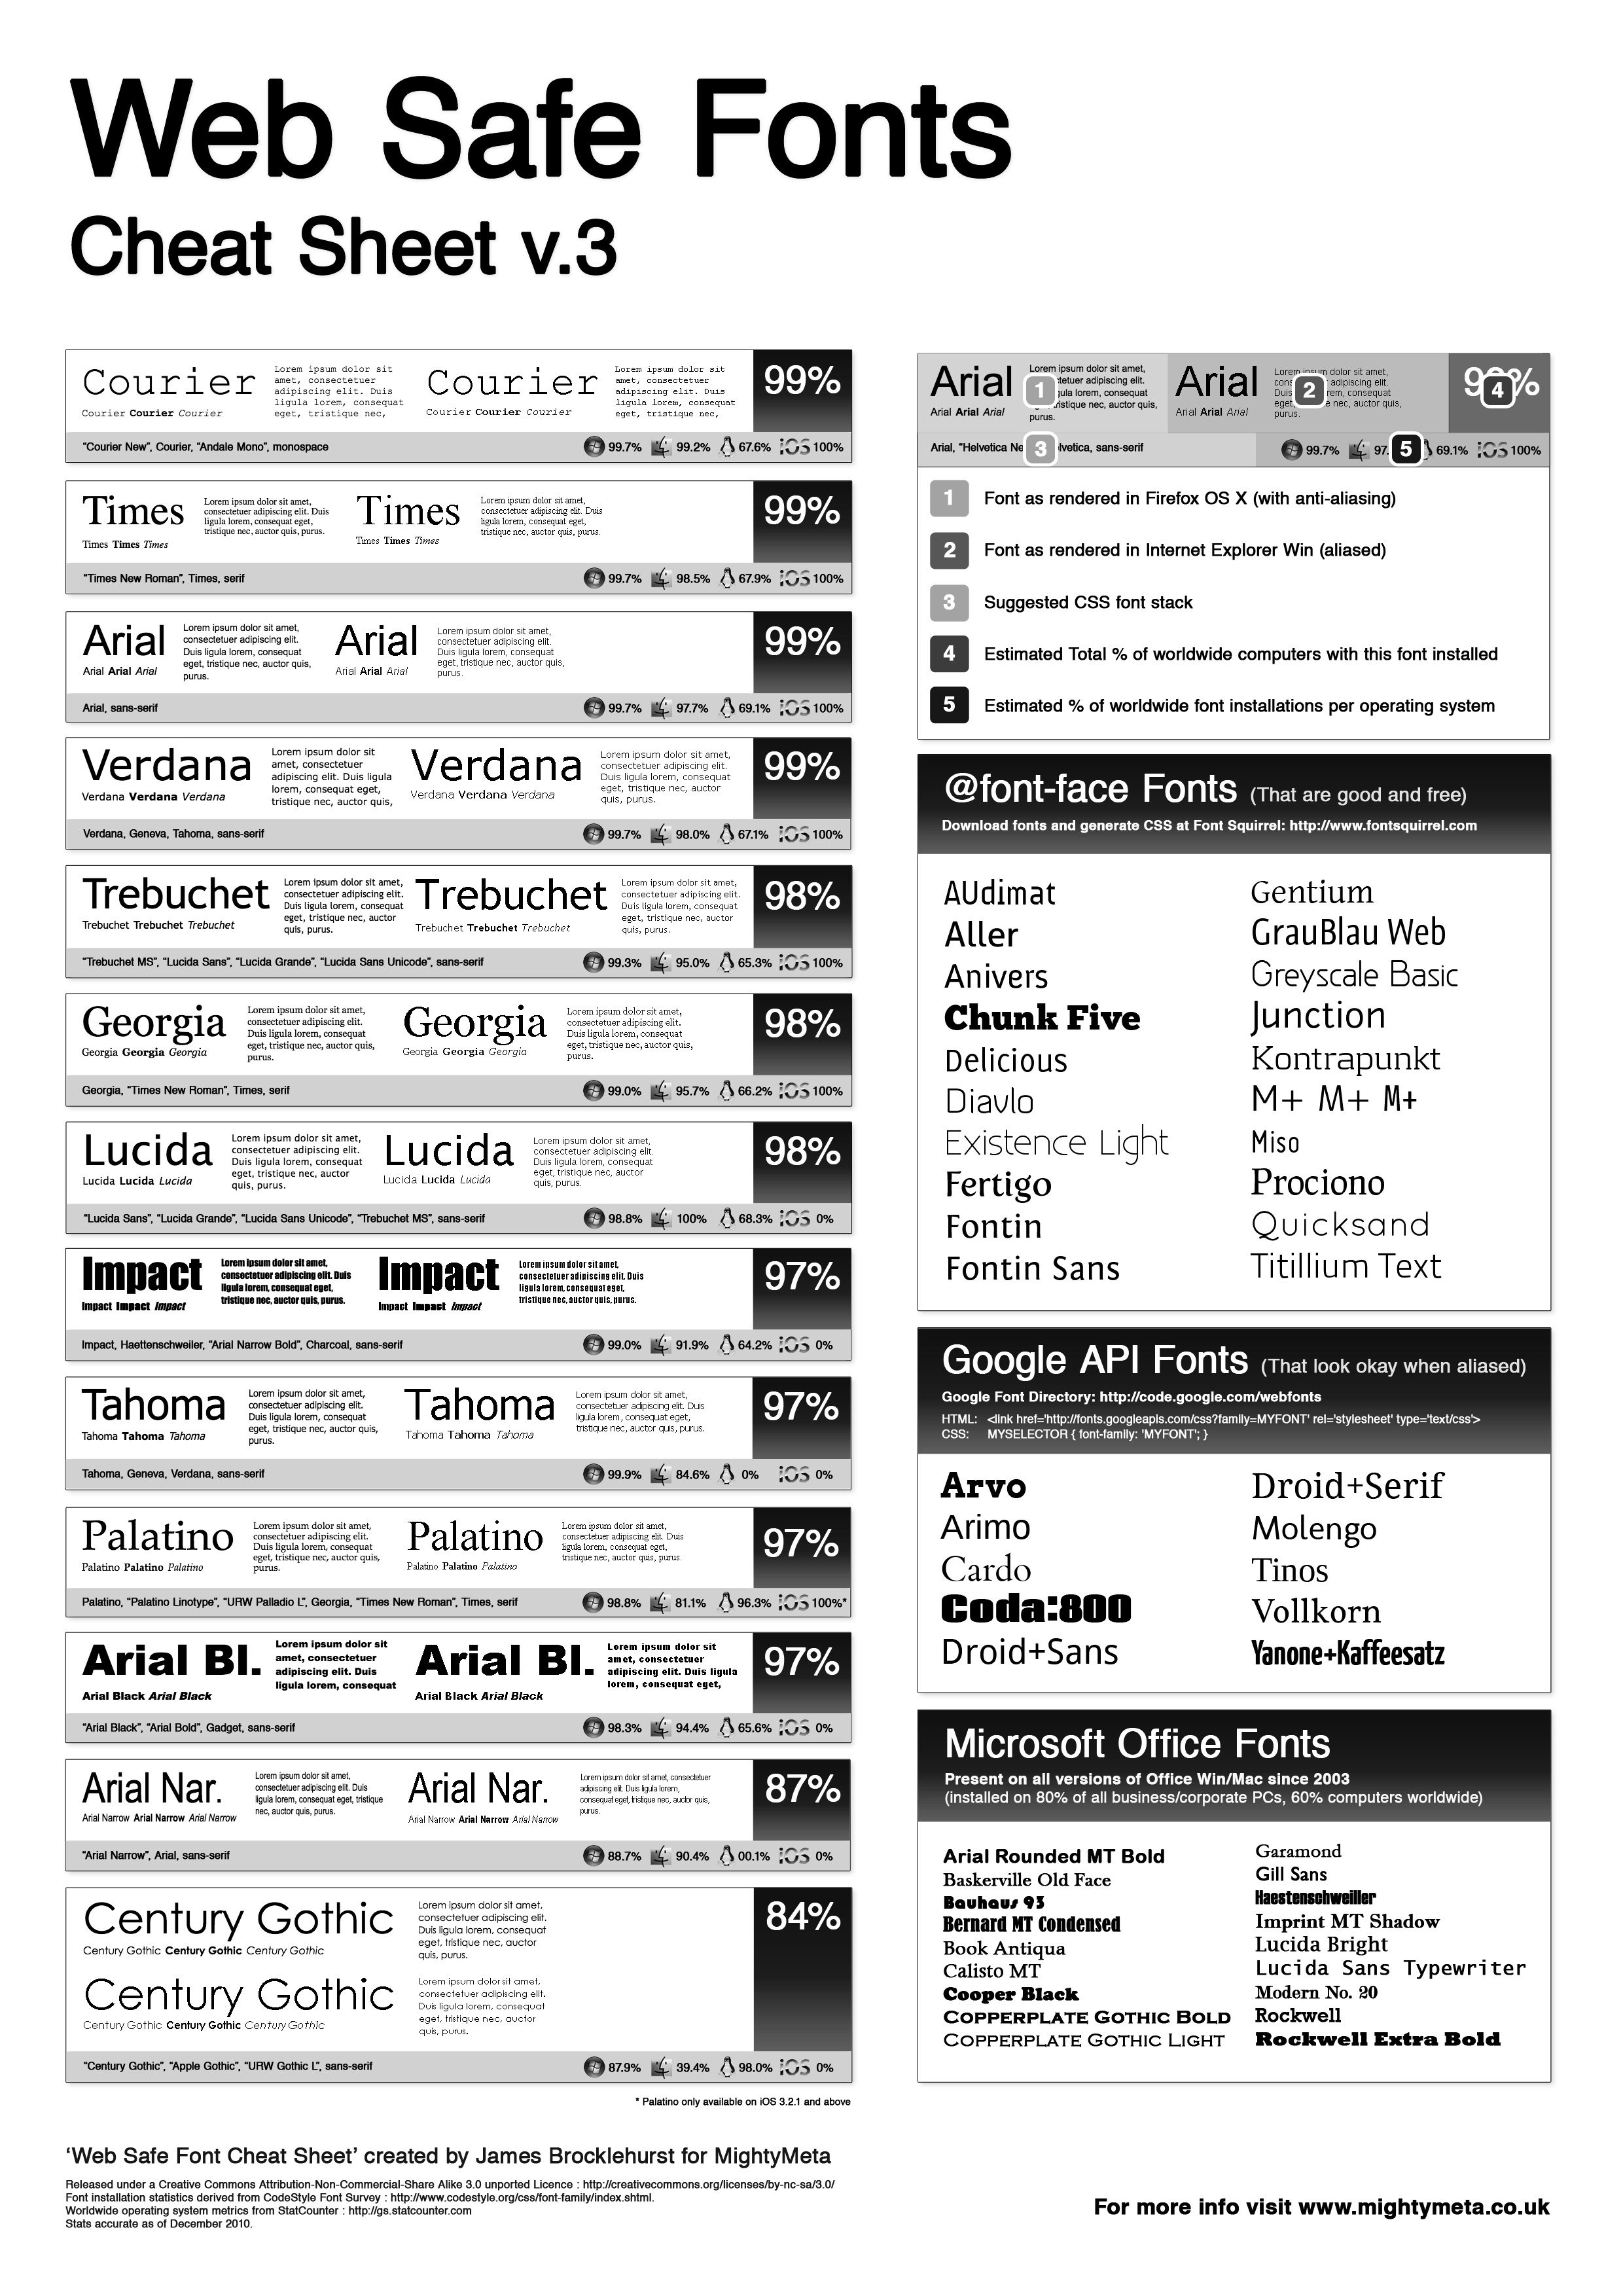 Web Safe Fonts
Cheat Sheet v.3
Courier
Lorem ipsum dolor sit
amet, consectetuer
adipiscing elit. Duis
ligula lorem, consequat
eget, tristique nec,
Courier Courier Courier
Courier
Lorem ipsum dolor sit
amet, consectetuer
adipiscing elit. Duis
ligula lorem, consequat
eget, tristique nec,
Courier Courier Courier
99%
"Courier New", Courier, "Andale Mono", monospace
99.7% 99.2% 67.6% iOS 100%
Times
Lorem ipsum dolor sit amet,
consectetuer adipiscing elit. Duis
ligula lorem, consequat eget,
tristique nec, auctor quis, purus.
Times Times Times
Times
Lorem ipsum dolor sit amet,
consectetuer adipiscing elit. Duis
ligula lorem, consequat eget,
tristique nec, auctor quis, purus.
Times Times Times
99%
"Times New Roman", Times, serif
99.7% 98.5% 67.9% iOS 100%
Arial
Lorem ipsum dolor sit amet,
consectetuer adipiscing elit.
Duis ligula lorem, consequat
eget, tristique nec, auctor quis,
purus.
Arial Arial Arial
Arial
Lorem ipsum dolor sit amet,
consectetuer adipiscing elit.
Duis ligula lorem, consequat
eget, tristique nec, auctor quis,
purus.
Arial Arial Arial
99%
Arial, sans-serif
99.7% 97.7% 69.1% iOS 100%
Verdana
Lorem ipsum dolor sit
amet, consectetuer
adipiscing elit. Duis ligula
lorem, consequat eget,
tristique nec, auctor quis,
Verdana Verdana Verdana
Verdana
Lorem ipsum dolor sit amet,
consectetuer adipiscing elit.
Duis ligula lorem, consequat
eget, tristique nec, auctor
quis, purus.
Verdana Verdana Verdana
99%
Verdana, Geneva, Tahoma, sans-serif
99.7% 98.0% 67.1% iOS 100%
Trebuchet
Lorem ipsum dolor sit amet,
consectetuer adipiscing elit.
Duis ligula lorem, consequat
eget, tristique nec, auctor
quis, purus.
Trebuchet Trebuchet Trebuchet
Trebuchet
Lorem ipsum dolor sit amet,
consectetuer adipiscing elit.
Duis ligula lorem, consequat
eget, tristique nec, auctor
quis, purus.
Trebuchet Trebuchet Trebuchet
98%
"Trebuchet MS", "Lucida Sans", "Lucida Grande", "Lucida Sans Unicode", sans-serif
99.3% 95.0% 65.3% iOS 100%
Georgia
Lorem ipsum dolor sit amet,
consectetuer adipiscing elit.
Duis ligula lorem, consequat
eget, tristique nec, auctor quis,
purus.
Georgia Georgia Georgia
Georgia
Lorem ipsum dolor sit amet,
consectetuer adipiscing elit.
Duis ligula lorem, consequat
eget, tristique nec, auctor quis,
purus.
Georgia Georgia Georgia
98%
Georgia, "Times New Roman", Times, serif
99.0% 95.7% 66.2% iOS 100%
Lucida
Lorem ipsum dolor sit amet,
consectetuer adipiscing elit.
Duis ligula lorem, consequat
eget, tristique nec, auctor
quis, purus.
Lucida Lucida Lucida
Lucida
Lorem ipsum dolor sit amet,
consectetuer adipiscing elit.
Duis ligula lorem, consequat
eget, tristique nec, auctor
quis, purus.
Lucida Lucida Lucida
98%
"Lucida Sans", "Lucida Grande", "Lucida Sans Unicode", "Trebuchet MS", sans-serif
98.8% 100% 68.3% iOS 0%
Impact
Lorem ipsum dolor sit amet,
consectetuer adipiscing elit. Duis
ligula lorem, consequat eget,
tristique nec, auctor quis, purus.
Impact Impact Impact
Impact
Lorem ipsum dolor sit amet,
consectetuer adipiscing elit. Duis
ligula lorem, consequat eget,
tristique nec, auctor quis, purus.
Impact Impact Impact
97%
Impact, Haettenschweiler, "Arial Narrow Bold", Charcoal, sans-serif
99.0% 91.9% 64.2% iOS 0%
Tahoma
Lorem ipsum dolor sit amet,
consectetuer adipiscing elit.
Duis ligula lorem, consequat
eget, tristique nec, auctor quis,
purus.
Tahoma Tahoma Tahoma
Tahoma
Lorem ipsum dolor sit amet,
consectetuer adipiscing elit. Duis
ligula lorem, consequat eget,
tristique nec, auctor quis, purus.
Tahoma Tahoma Tahoma
97%
Tahoma, Geneva, Verdana, sans-serif
99.9% 84.6% 0% iOS 0%
Palatino
Lorem ipsum dolor sit amet,
consectetuer adipiscing elit.
Duis ligula lorem, consequat
eget, tristique nec, auctor quis,
purus.
Palatino Palatino Palatino
Palatino
Lorem ipsum dolor sit amet,
consectetuer adipiscing elit. Duis
ligula lorem, consequat eget,
tristique nec, auctor quis, purus.
Palatino Palatino Palatino
97%
Palatino, "Palatino Linotype", "URW Palladio L", Georgia, "Times New Roman", Times, serif
98.8% 81.1% 96.3% iOS 100%*
Arial Bl.
Lorem ipsum dolor sit
amet, consectetuer
adipiscing elit. Duis
ligula lorem, consequat
Arial Black Arial Black
Arial Bl.
Lorem ipsum dolor sit
amet, consectetuer
adipiscing elit. Duis ligula
lorem, consequat eget,
Arial Black Arial Black
97%
"Arial Black", "Arial Bold", Gadget, sans-serif
98.3% 94.4% 65.6% iOS 0%
Arial Nar.
Lorem ipsum dolor sit amet,
consectetuer adipiscing elit. Duis
ligula lorem, consequat eget, tristique
nec, auctor quis, purus.
Arial Narrow Arial Narrow Arial Narrow
Arial Nar.
Lorem ipsum dolor sit amet, consectetuer
adipiscing elit. Duis ligula lorem,
consequat eget, tristique nec, auctor quis,
purus.
Arial Narrow Arial Narrow Arial Narrow
87%
"Arial Narrow", Arial, sans-serif
88.7% 90.4% 00.1% iOS 0%
Century Gothic
Lorem ipsum dolor sit amet,
consectetuer adipiscing elit.
Duis ligula lorem, consequat
eget, tristique nec, auctor
quis, purus.
Century Gothic Century Gothic Century Gothic
Century Gothic
Lorem ipsum dolor sit amet,
consectetuer adipiscing elit.
Duis ligula lorem, consequat
eget, tristique nec, auctor
quis, purus.
Century Gothic Century Gothic Century Gothic
84%
"Century Gothic", "Apple Gothic", "URW Gothic L", sans-serif
87.9% 39.4% 98.0% iOS 0%
* Palatino only available on iOS 3.2.1 and above
Arial
Lorem ipsum dolor sit amet,
adipiscing elit.
consequat
tristique nec, auctor quis,
purus.
Arial Arial Arial
1
Arial
Lorem ipsum dolor sit amet,
adipiscing elit.
consequat
nec, auctor quis,
purus.
Arial Arial Arial
2
4
Arial, "Helvetica
sans-serif
3
99.7%
5
69.1% iOS 100%
1 Font as rendered in Firefox OS X (with anti-aliasing)
2 Font as rendered in Internet Explorer Win (aliased)
3 Suggested CSS font stack
4 Estimated Total % of worldwide computers with this font installed
5 Estimated % of worldwide font installations per operating system
@font-face Fonts (That are good and free)
Download fonts and generate CSS at Font Squirrel: http://www.fontsquirrel.com
AUdimat
Aller
Anivers
Chunk Five
Delicious
Diavlo
Existence Light
Fertigo
Fontin
Fontin Sans
Gentium
GrauBlau Web
Greyscale Basic
Junction
Kontrapunkt
M+ M+ M+
Miso
Prociono
Quicksand
Titillium Text
Google API Fonts (That look okay when aliased)
Google Font Directory: http://code.google.com/webfonts
HTML: <link href='http://fonts.googleapis.com/css?family=MYFONT' rel='stylesheet' type='text/css'>
CSS: MYSELECTOR { font-family: 'MYFONT'; }
Arvo
Arimo
Cardo
Coda:800
Droid+Sans
Droid+Serif
Molengo
Tinos
Vollkorn
Yanone+Kaffeesatz
Microsoft Office Fonts
Present on all versions of Office Win/Mac since 2003
(installed on 80% of all business/corporate PCs, 60% computers worldwide)
Arial Rounded MT Bold
Baskerville Old Face
Bauhaus 93
Bernard MT Condensed
Book Antiqua
Calisto MT
Cooper Black
Copperplate Gothic Bold
Copperplate Gothic Light
Garamond
Gill Sans
Haestenschweiller
Imprint MT Shadow
Lucida Bright
Lucida Sans Typewriter
Modern No. 20
Rockwell
Rockwell Extra Bold
'Web Safe Font Cheat Sheet' created by James Brocklehurst for MightyMeta
Released under a Creative Commons Attribution-Non-Commercial-Share Alike 3.0 unported Licence : http://creativecommons.org/licenses/by-nc-sa/3.0/
Font installation statistics derived from CodeStyle Font Survey : http://www.codestyle.org/css/font-family/index.shtml.
Worldwide operating system metrics from StatCounter : http://gs.statcounter.com
Stats accurate as of December 2010.
For more info visit www.mightymeta.co.uk